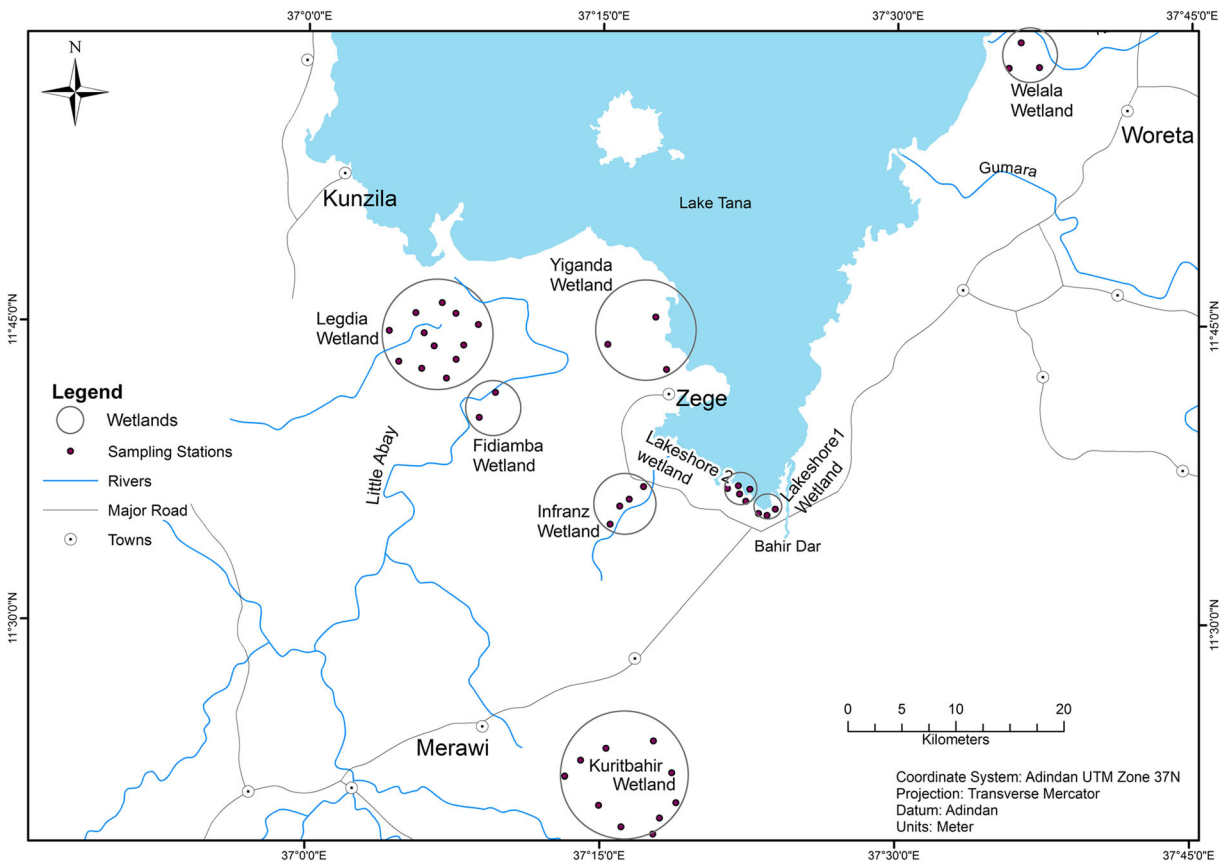 37°0'0"E
37°15'0"E
37°30'0"E
37°45'0"E
N
Welala
Wetland
Woreta
Gumara
Kunzila
Lake Tana
Yiganda
Wetland
Legdia
Wetland
11°45'0"N
11°45'0"N
Legend
Wetlands
Sampling Stations
Rivers
Major Road
Towns
Zege
Fidiamba
Wetland
Little Abay
Lakeshore 2
wetland
Lakeshore1
Wetland
Infranz
Wetland
Bahir Dar
11°30'0"N
11°30'0"N
Merawi
Kuritbahir
Wetland
0 5 10 20
Kilometers
Coordinate System: Adindan UTM Zone 37N
Projection: Transverse Mercator
Datum: Adindan
Units: Meter
37°0'0"E
37°15'0"E
37°30'0"E
37°45'0"E